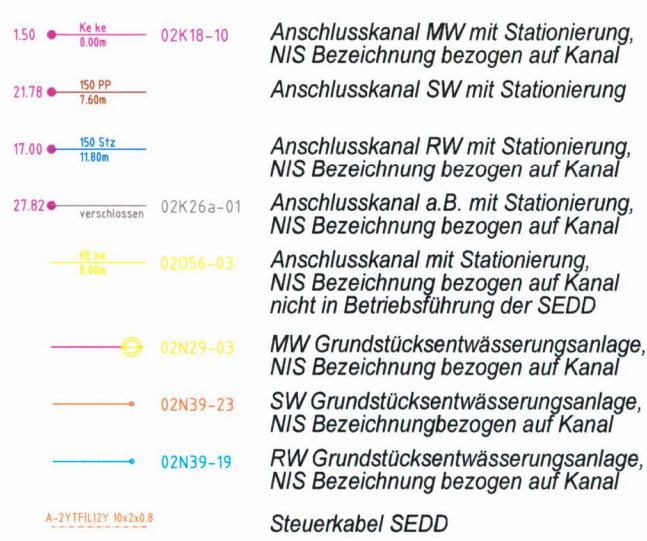 1.50 Ke ke 02K18-10 Anschlusskanal MW mit Stationierung,
0.00m NIS Bezeichnung bezogen auf Kanal
21.78 150 PP Anschlusskanal SW mit Stationierung
7.60m
17.00 150 Stz Anschlusskanal RW mit Stationierung,
11.80m NIS Bezeichnung bezogen auf Kanal
27.82 02K26a-01 Anschlusskanal a.B. mit Stationierung,
verschlossen NIS Bezeichnung bezogen auf Kanal
KE ke 02056-03 Anschlusskanal mit Stationierung,
0.00m NIS Bezeichnung bezogen auf Kanal
nicht in Betriebsführung der SEDD
02N29-03 MW Grundstücksentwässerungsanlage,
NIS Bezeichnung bezogen auf Kanal
02N39-23 SW Grundstücksentwässerungsanlage,
NIS Bezeichnungbezogen auf Kanal
02N39-19 RW Grundstücksentwässerungsanlage,
NIS Bezeichnung bezogen auf Kanal
A-2YTF(L)2Y 10x2x0.8 Steuerkabel SEDD